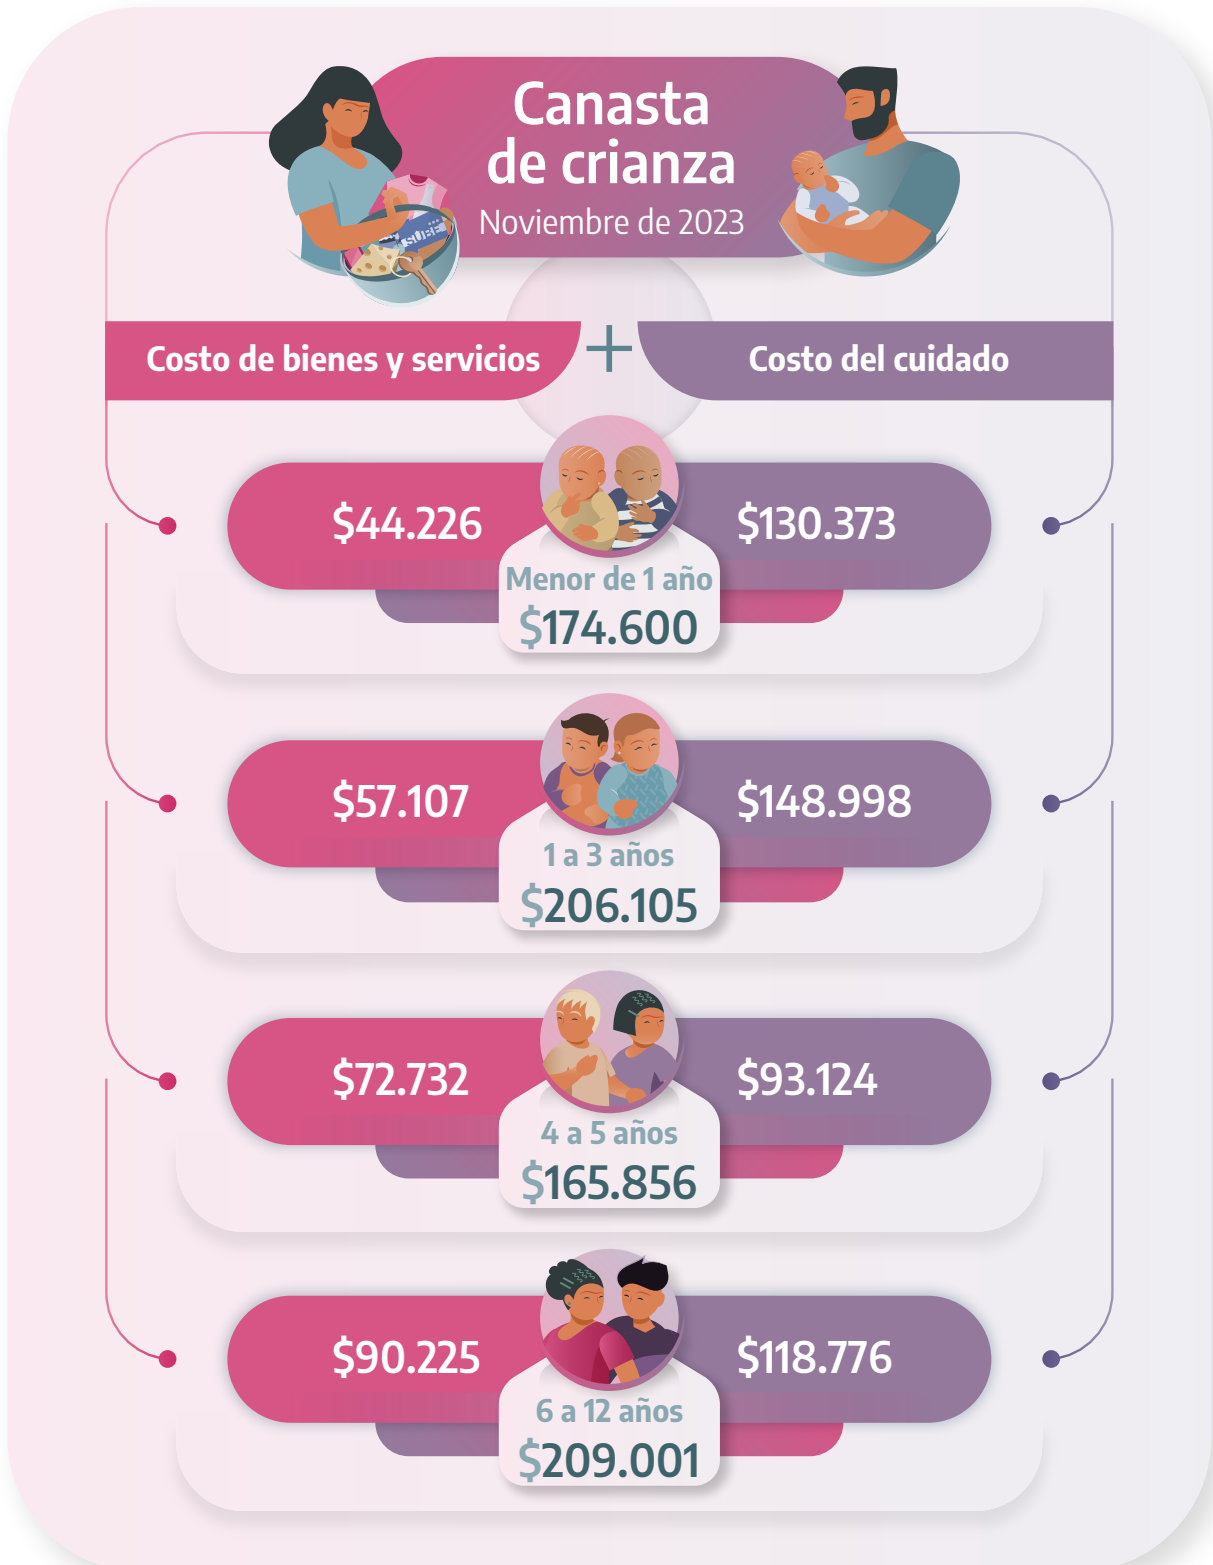 Canasta
de crianza
Noviembre de 2023
SUBE
Costo de bienes y servicios + Costo del cuidado
$44.226
$130.373
Menor de 1 año
$174.600
$57.107
$148.998
1 a 3 años
$206.105
$72.732
$93.124
4 a 5 años
$165.856
$90.225
$118.776
6 a 12 años
$209.001